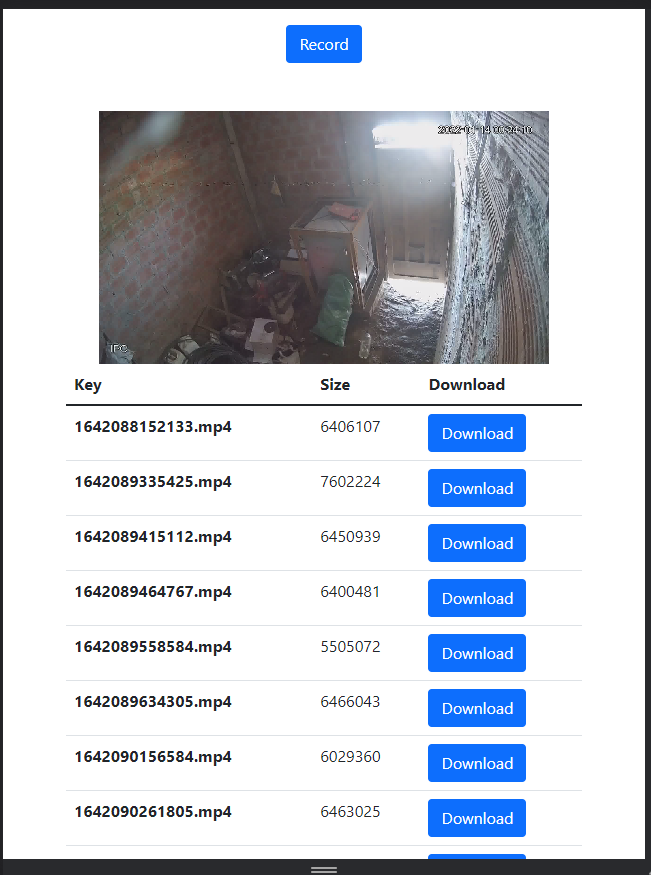 Record
2022-01-14 00:24:10
IPC
Key Size Download
1642088152133.mp4 6406107 Download
1642089335425.mp4 7602224 Download
1642089415112.mp4 6450939 Download
1642089464767.mp4 6400481 Download
1642089558584.mp4 5505072 Download
1642089634305.mp4 6466043 Download
1642090156584.mp4 6029360 Download
1642090261805.mp4 6463025 Download